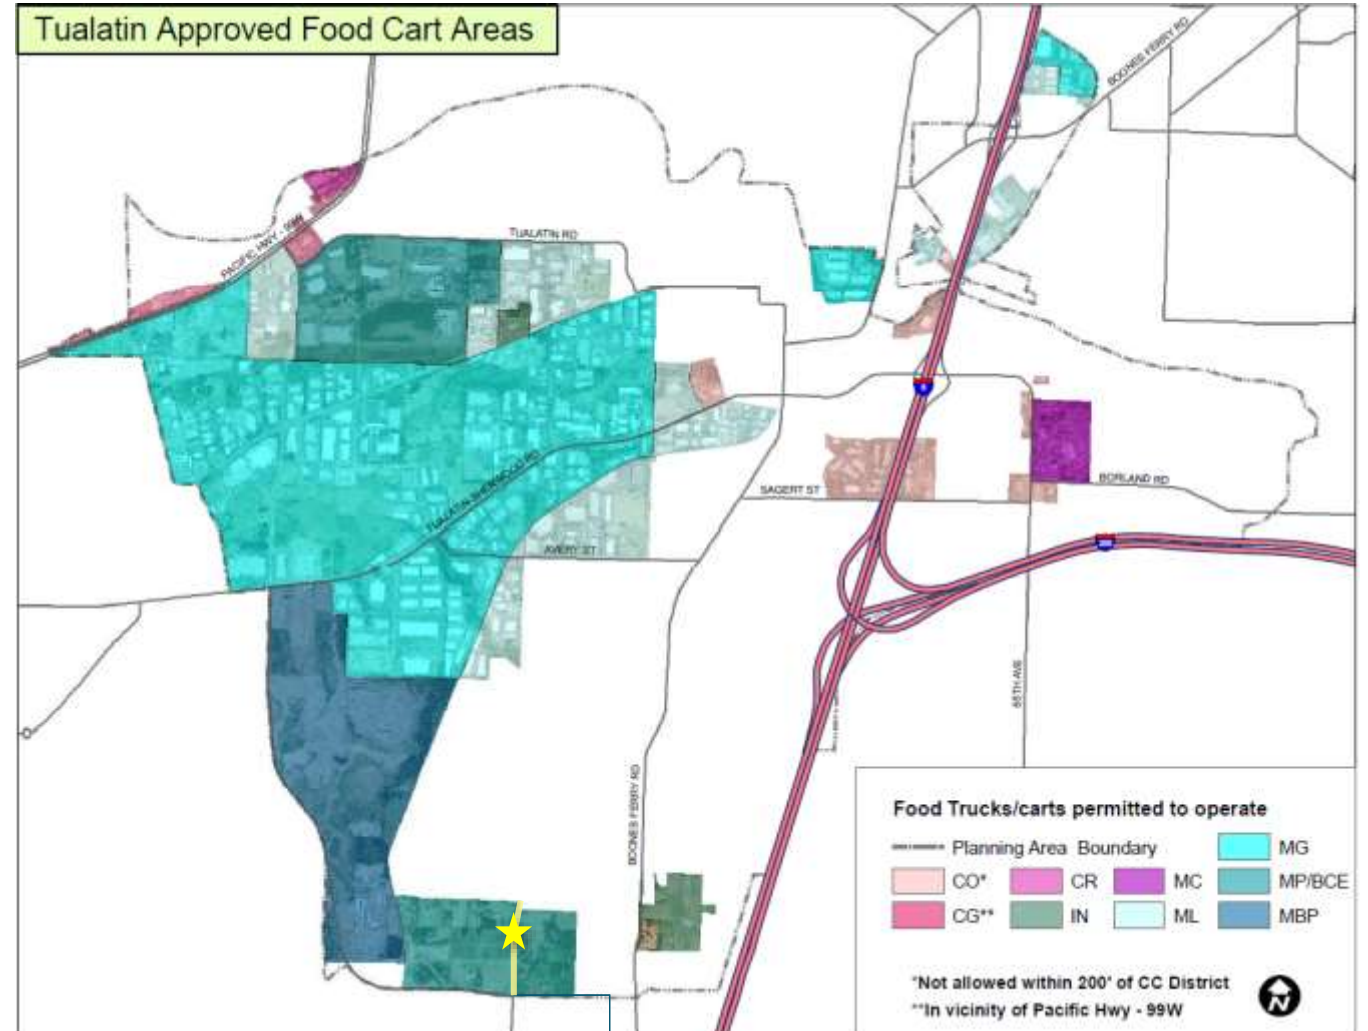 Tualatin Approved Food Cart Areas
BOONES FERRY RD
PACIFIC HWY - 99W
TUALATIN RD
TUALATIN-SHERWOOD RD
SAGERT ST
BORLAND RD
AVERY ST
65TH AVE
BOONES FERRY RD
Food Trucks/carts permitted to operate
Planning Area Boundary
MG
CO*
CR
MC
MP/BCE
CG**
IN
ML
MBP
*Not allowed within 200' of CC District
**In vicinity of Pacific Hwy - 99W
N